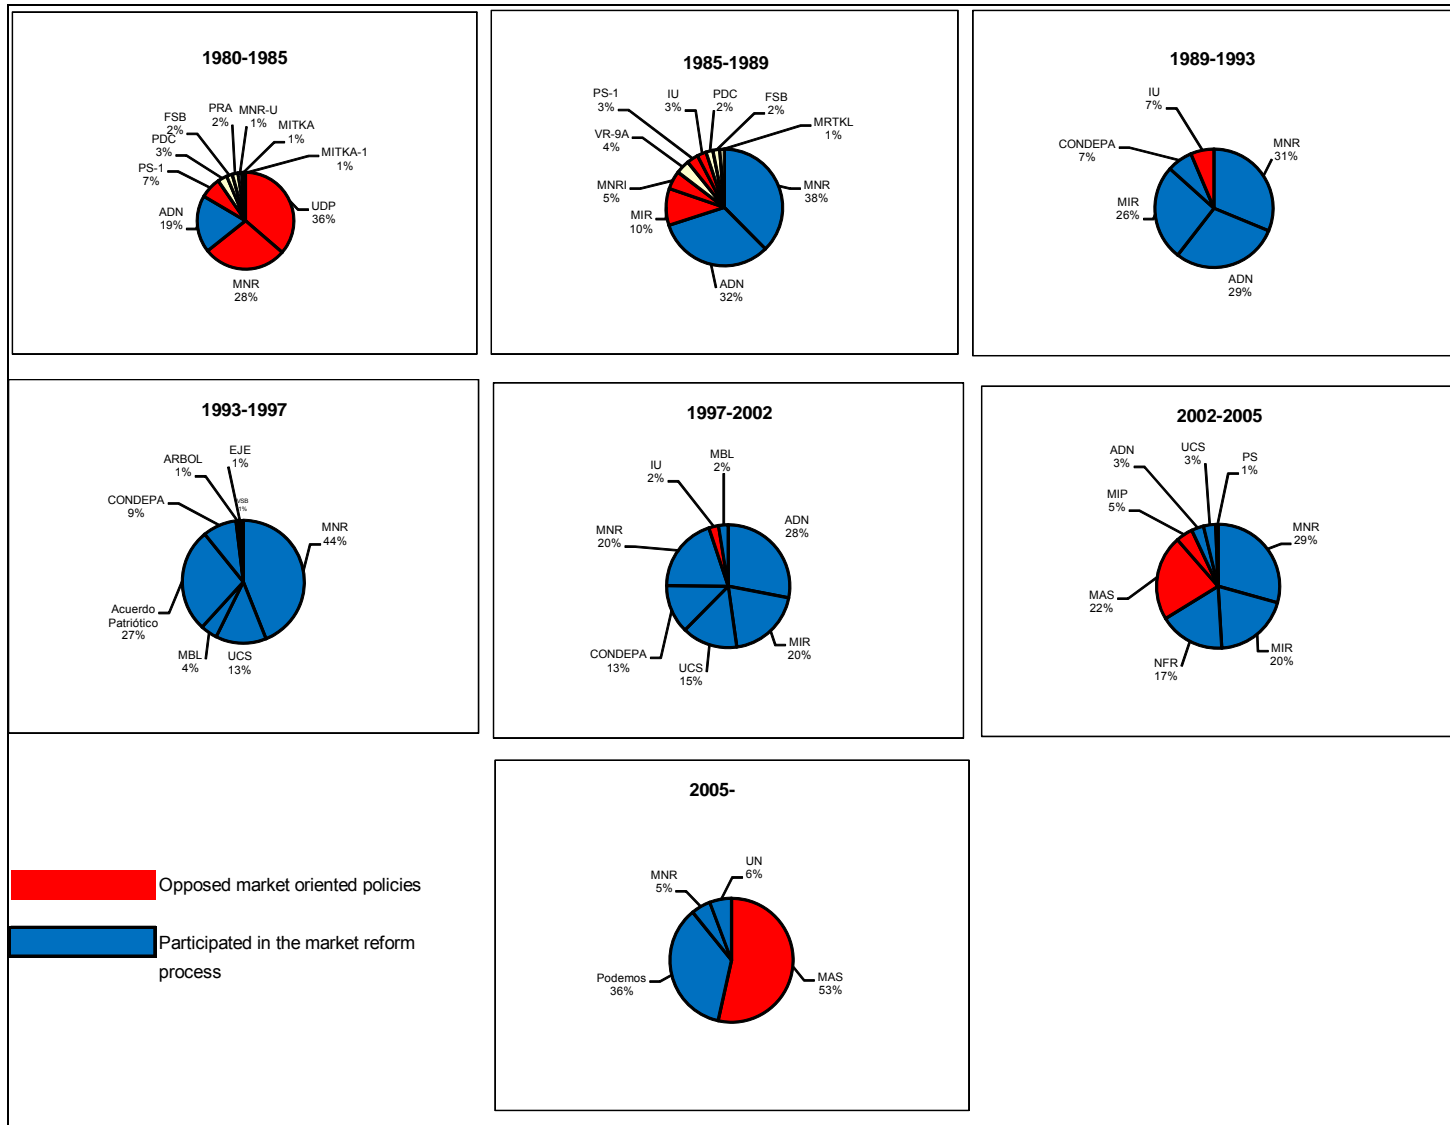 1980-1985
PRA
2%
MNR-U
1%
FSB
2%
MITKA
1%
PDC
3%
MITKA-1
1%
PS-1
7%
ADN
19%
UDP
36%
MNR
28%
1985-1989
PS-1
3%
IU
3%
PDC
2%
FSB
2%
MRTKL
1%
VR-9A
4%
MNRI
5%
MIR
10%
MNR
38%
ADN
32%
1989-1993
IU
7%
CONDEPA
7%
MNR
31%
MIR
26%
ADN
29%
1993-1997
EJE
1%
ARBOL
1%
CONDEPA
9%
VSB
1%
MNR
44%
Acuerdo
Patriótico
27%
MBL
4%
UCS
13%
1997-2002
MBL
2%
IU
2%
MNR
20%
ADN
28%
CONDEPA
13%
UCS
15%
MIR
20%
2002-2005
ADN
3%
UCS
3%
PS
1%
MIP
5%
MNR
29%
MAS
22%
NFR
17%
MIR
20%
2005-
MNR
5%
UN
6%
Podemos
36%
MAS
53%
Opposed market oriented policies
Participated in the market reform
process